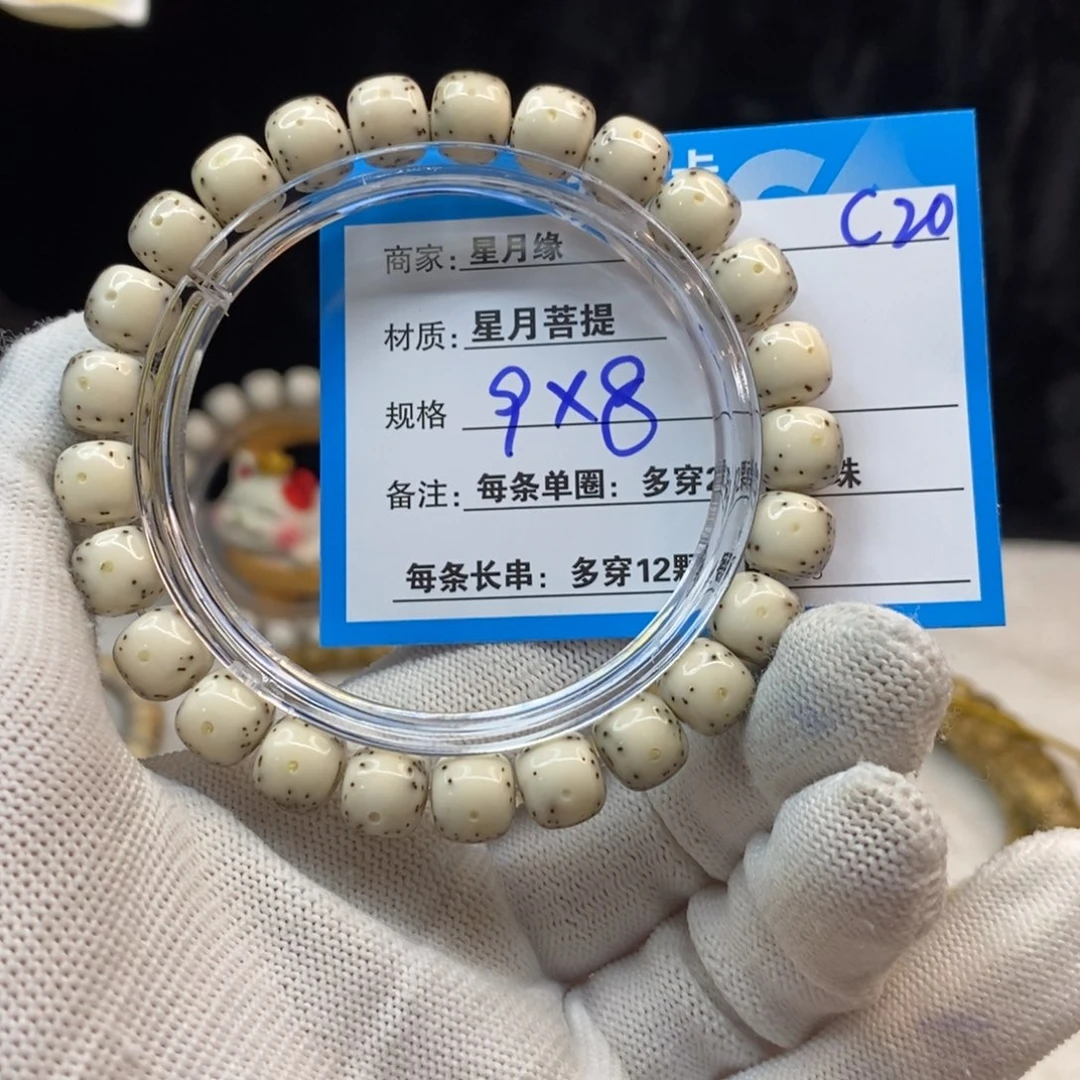 C20
商家：星月缘
材质：星月菩提
规格 9×8
备注：每条单圈：多穿2 珠
每条长串：多穿12颗